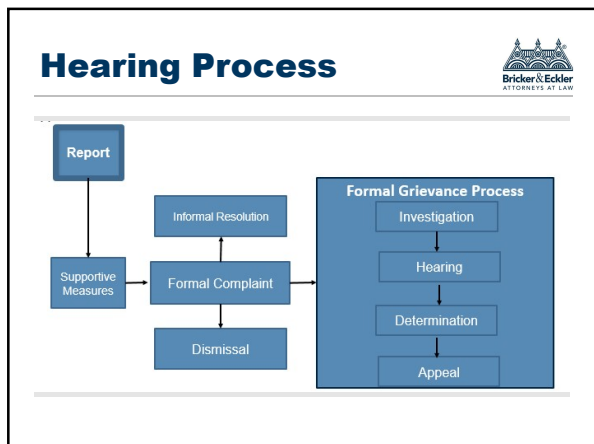 Hearing Process
Bricker & Eckler
ATTORNEYS AT LAW
Report
Supportive
Measures
Informal Resolution
Formal Complaint
Dismissal
Formal Grievance Process
Investigation
Hearing
Determination
Appeal